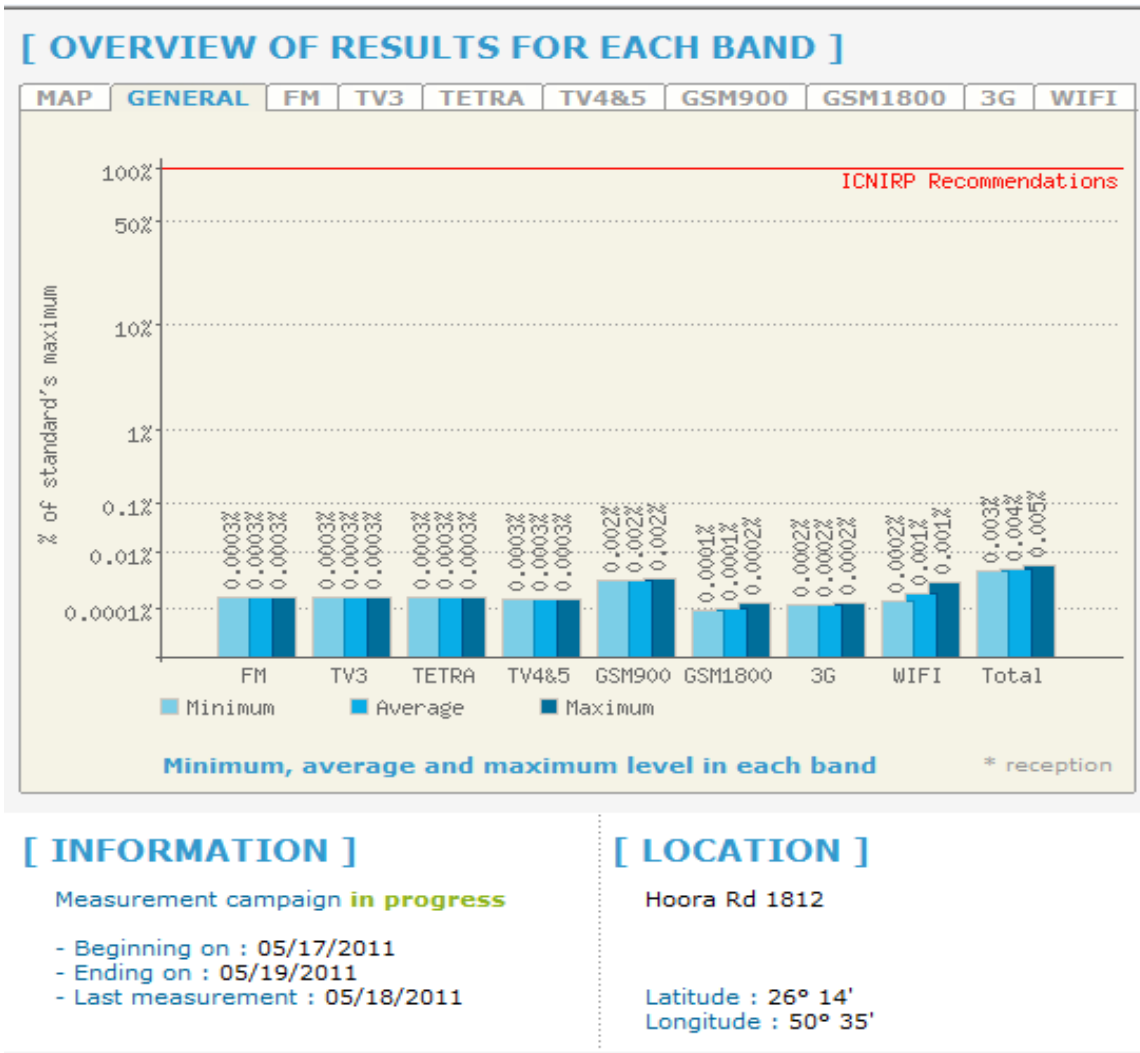 [ OVERVIEW OF RESULTS FOR EACH BAND ]
MAP GENERAL FM TV3 TETRA TV4&5 GSM900 GSM1800 3G WIFI
100%
ICNIRP Recommendations
50%
10%
1%
0.1%
0.01%
0.0001%
% of standard's maximum
0.0003% 0.0003% 0.0003% 0.0003% 0.0003% 0.0003% 0.0003% 0.0003% 0.0003% 0.0003% 0.0003% 0.0003% 0.002% 0.002% 0.002% 0.0001% 0.0001% 0.0002% 0.0002% 0.0002% 0.0002% 0.0002% 0.001% 0.001% 0.003% 0.004% 0.005%
FM TV3 TETRA TV4&5 GSM900 GSM1800 3G WIFI Total
Minimum Average Maximum
Minimum, average and maximum level in each band * reception
[ INFORMATION ]
Measurement campaign in progress
- Beginning on : 05/17/2011
- Ending on : 05/19/2011
- Last measurement : 05/18/2011
[ LOCATION ]
Hoora Rd 1812
Latitude : 26º 14'
Longitude : 50º 35'